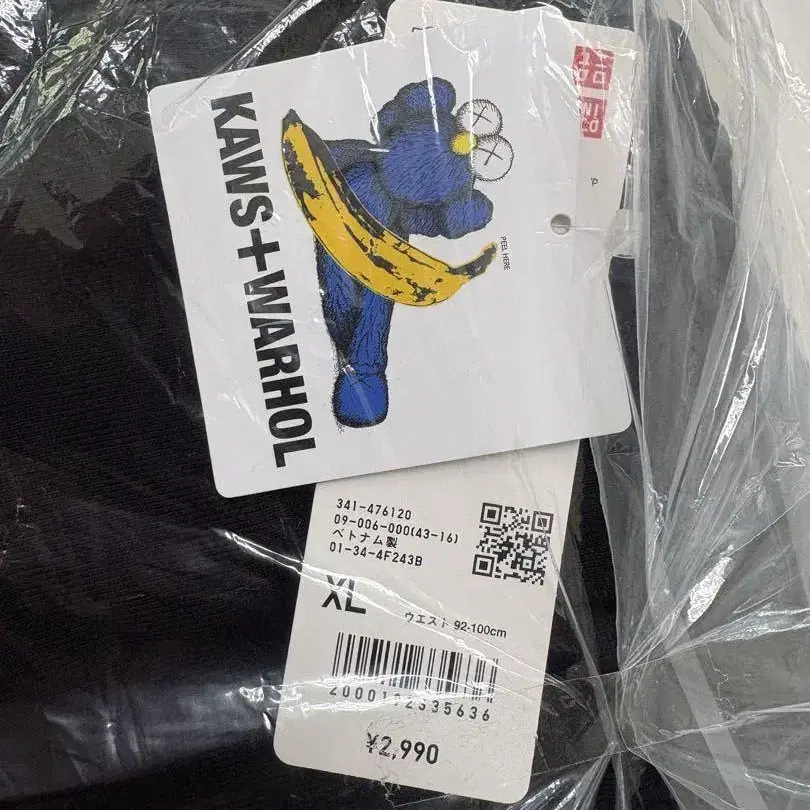 KAWS+WARHOL
PEEL HERE
341-476120
09-006-000(43-16)
ベトナム製
01-34-4F243B
XL
ウエスト 92-100cm
¥2,990